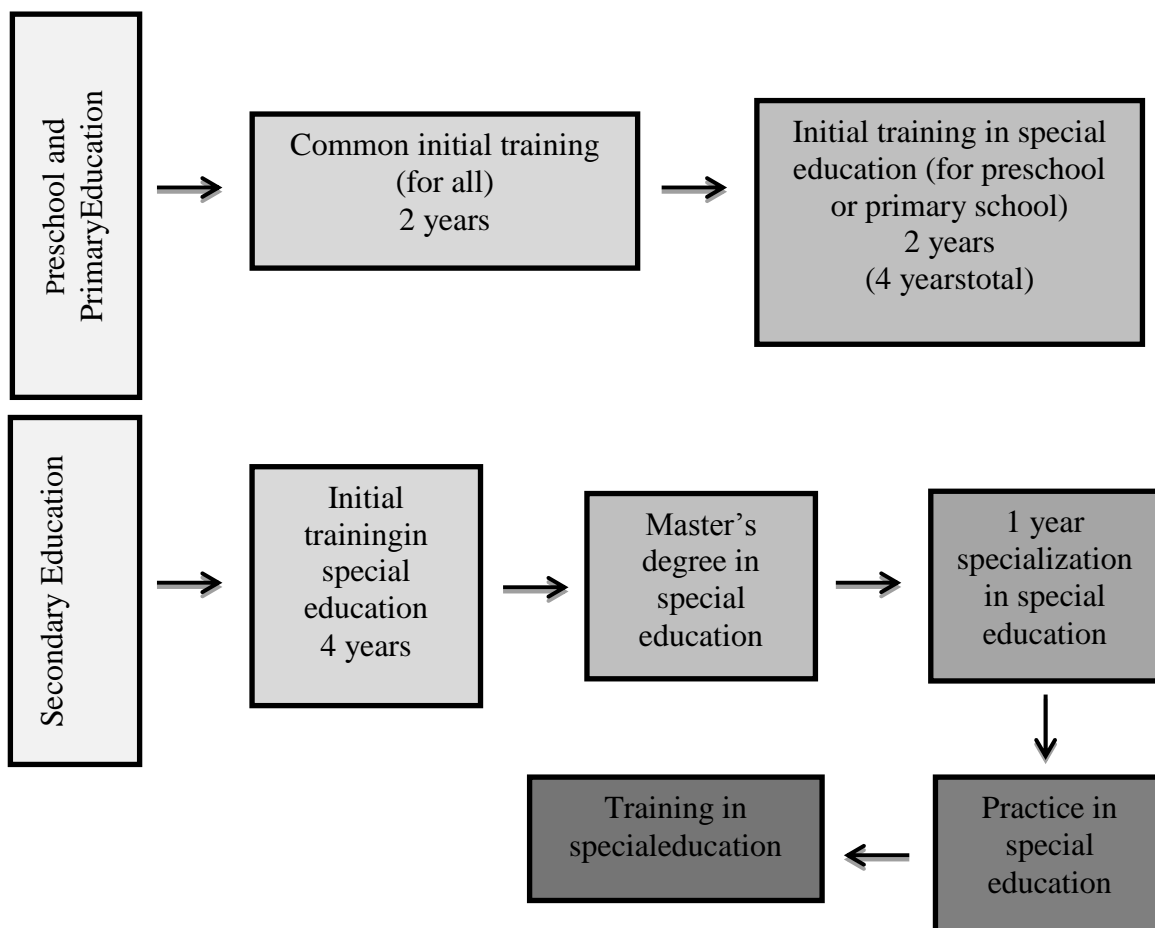 Preschool and
PrimaryEducation
Common initial training
(for all)
2 years
Initial training in special
education (for preschool
or primary school)
2 years
(4 yearstotal)
Secondary Education
Initial
trainingin
special
education
4 years
Master’s
degree in
special
education
1 year
specialization
in special
education
Practice in
special
education
Training in
specialeducation